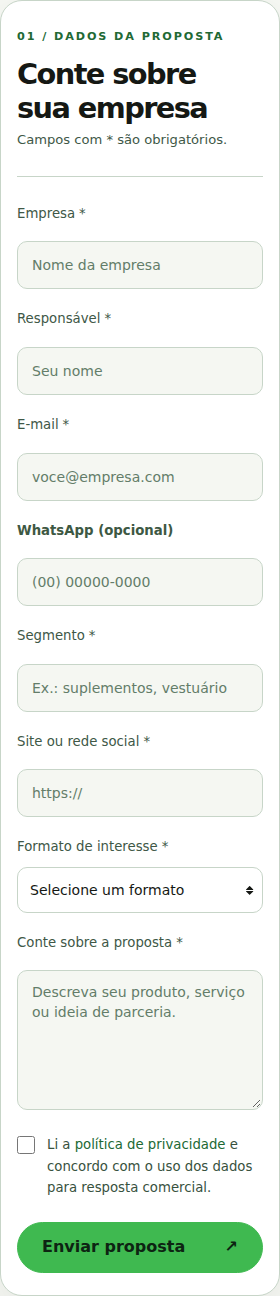 01 / DADOS DA PROPOSTA
Conte sobre
sua empresa
Campos com * são obrigatórios.
Empresa *
Nome da empresa
Responsável *
Seu nome
E-mail *
voce@empresa.com
WhatsApp (opcional)
(00) 00000-0000
Segmento *
Ex.: suplementos, vestuário
Site ou rede social *
https://
Formato de interesse *
Selecione um formato
Conte sobre a proposta *
Descreva seu produto, serviço
ou ideia de parceria.
Li a política de privacidade e
concordo com o uso dos dados
para resposta comercial.
Enviar proposta ↗